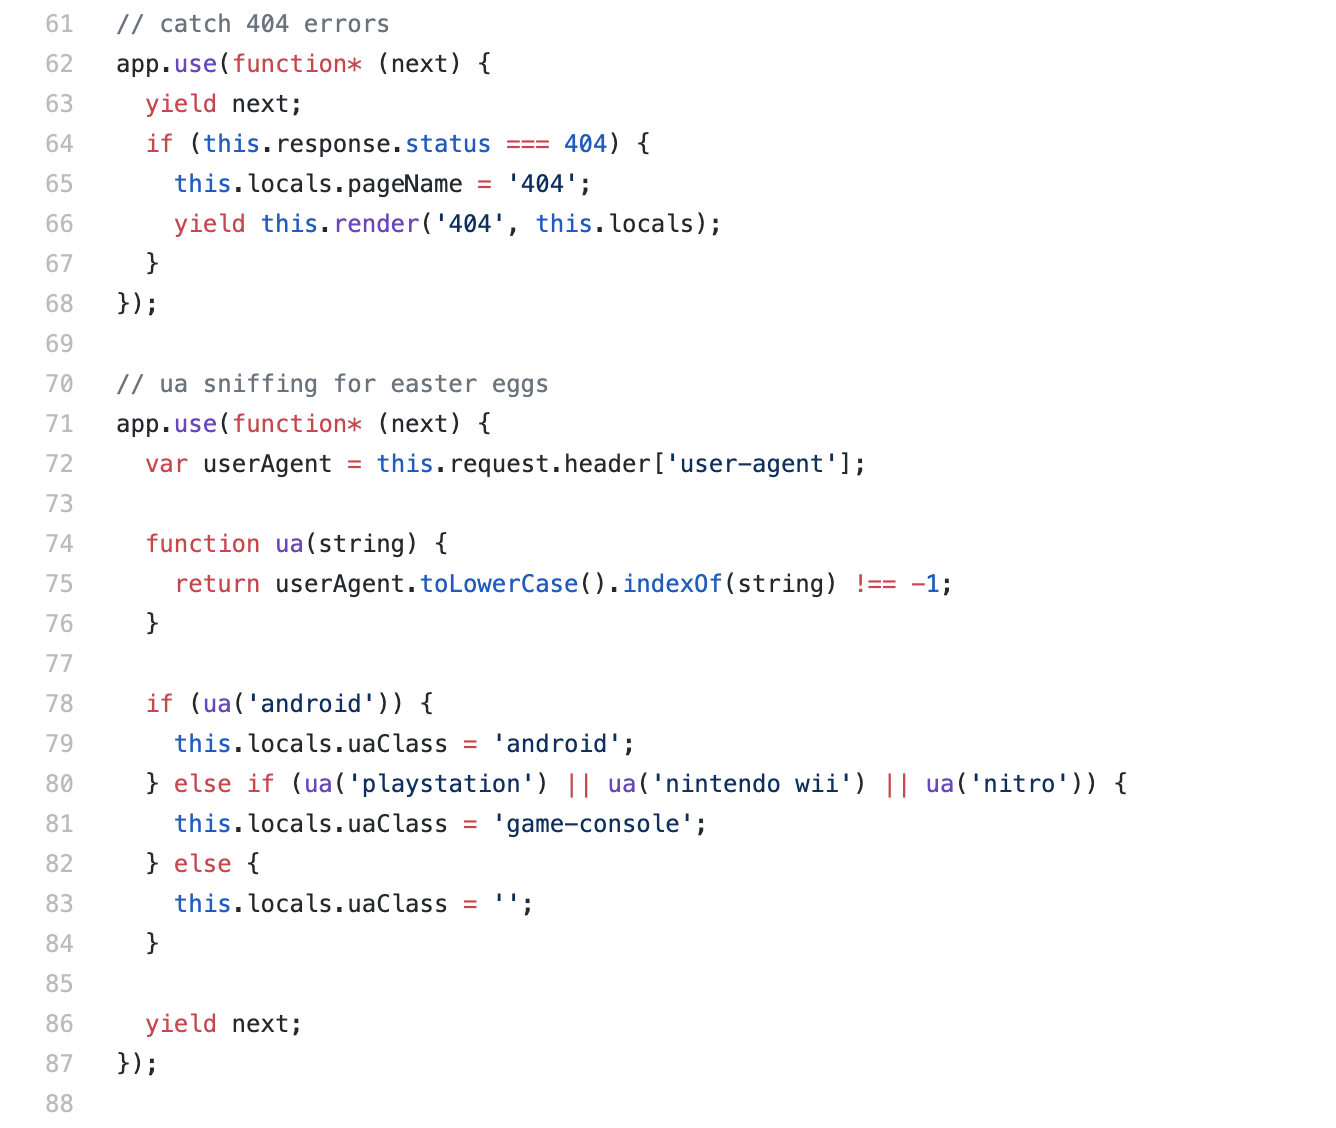 61 // catch 404 errors
62 app.use(function* (next) {
63   yield next;
64   if (this.response.status === 404) {
65     this.locals.pageName = '404';
66     yield this.render('404', this.locals);
67   }
68 });
69
70 // ua sniffing for easter eggs
71 app.use(function* (next) {
72   var userAgent = this.request.header['user-agent'];
73
74   function ua(string) {
75     return userAgent.toLowerCase().indexOf(string) !== -1;
76   }
77
78   if (ua('android')) {
79     this.locals.uaClass = 'android';
80   } else if (ua('playstation') || ua('nintendo wii') || ua('nitro')) {
81     this.locals.uaClass = 'game-console';
82   } else {
83     this.locals.uaClass = '';
84   }
85
86   yield next;
87 });
88